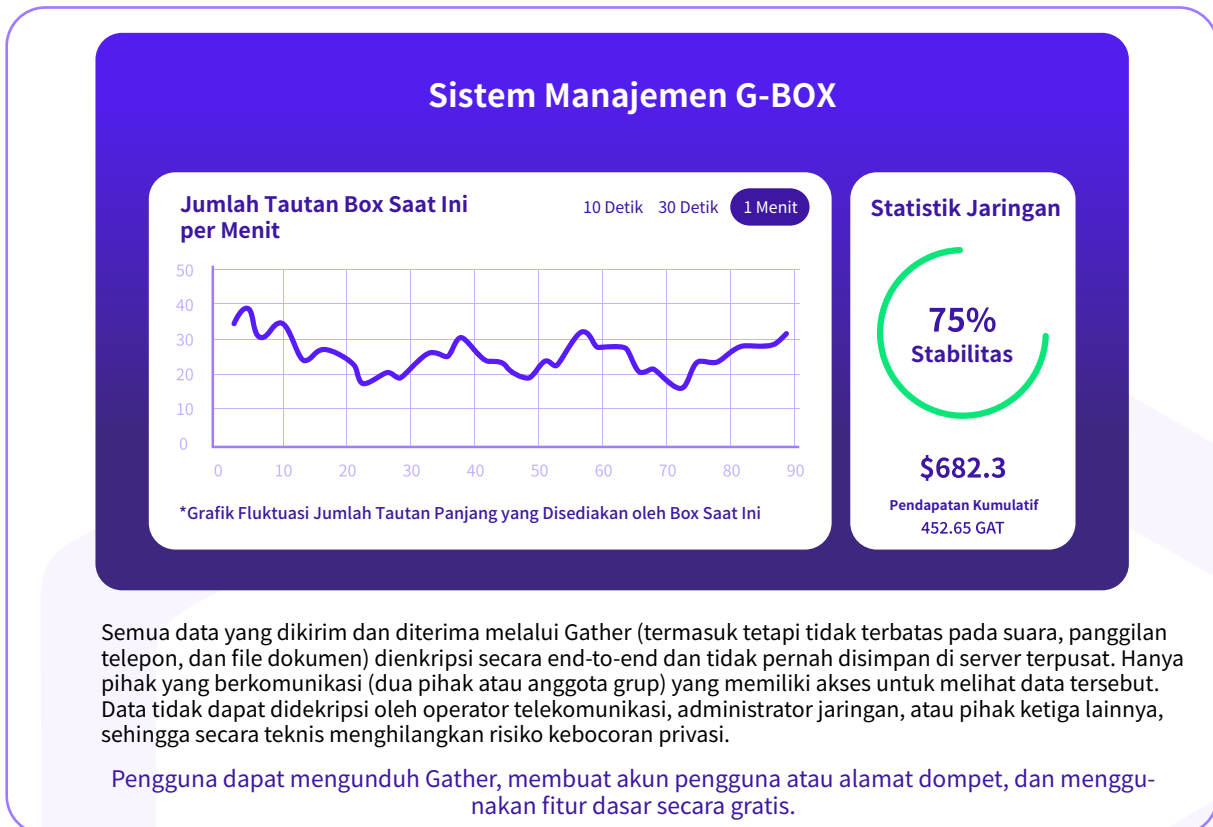 Sistem Manajemen G-BOX
Jumlah Tautan Box Saat Ini
per Menit
10 Detik 30 Detik 1 Menit
50
40
30
20
10
0
0 10 20 30 40 50 60 70 80 90
*Grafik Fluktuasi Jumlah Tautan Panjang yang Disediakan oleh Box Saat Ini
Statistik Jaringan
75%
Stabilitas
$682.3
Pendapatan Kumulatif
452.65 GAT
Semua data yang dikirim dan diterima melalui Gather (termasuk tetapi tidak terbatas pada suara, panggilan
telepon, dan file dokumen) dienkripsi secara end-to-end dan tidak pernah disimpan di server terpusat. Hanya
pihak yang berkomunikasi (dua pihak atau anggota grup) yang memiliki akses untuk melihat data tersebut.
Data tidak dapat didekripsi oleh operator telekomunikasi, administrator jaringan, atau pihak ketiga lainnya,
sehingga secara teknis menghilangkan risiko kebocoran privasi.
Pengguna dapat mengunduh Gather, membuat akun pengguna atau alamat dompet, dan menggu-
nakan fitur dasar secara gratis.